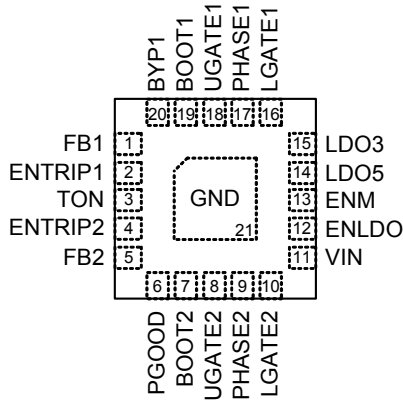 BYP1
BOOT1
UGATE1
PHASE1
LGATE1
20 19 18 17 16
FB1 1 15 LDO3
ENTRIP1 2 14 LDO5
TON 3 GND 13 ENM
ENTRIP2 4 21 12 ENLDO
FB2 5 11 VIN
6 7 8 9 10
PGOOD
BOOT2
UGATE2
PHASE2
LGATE2